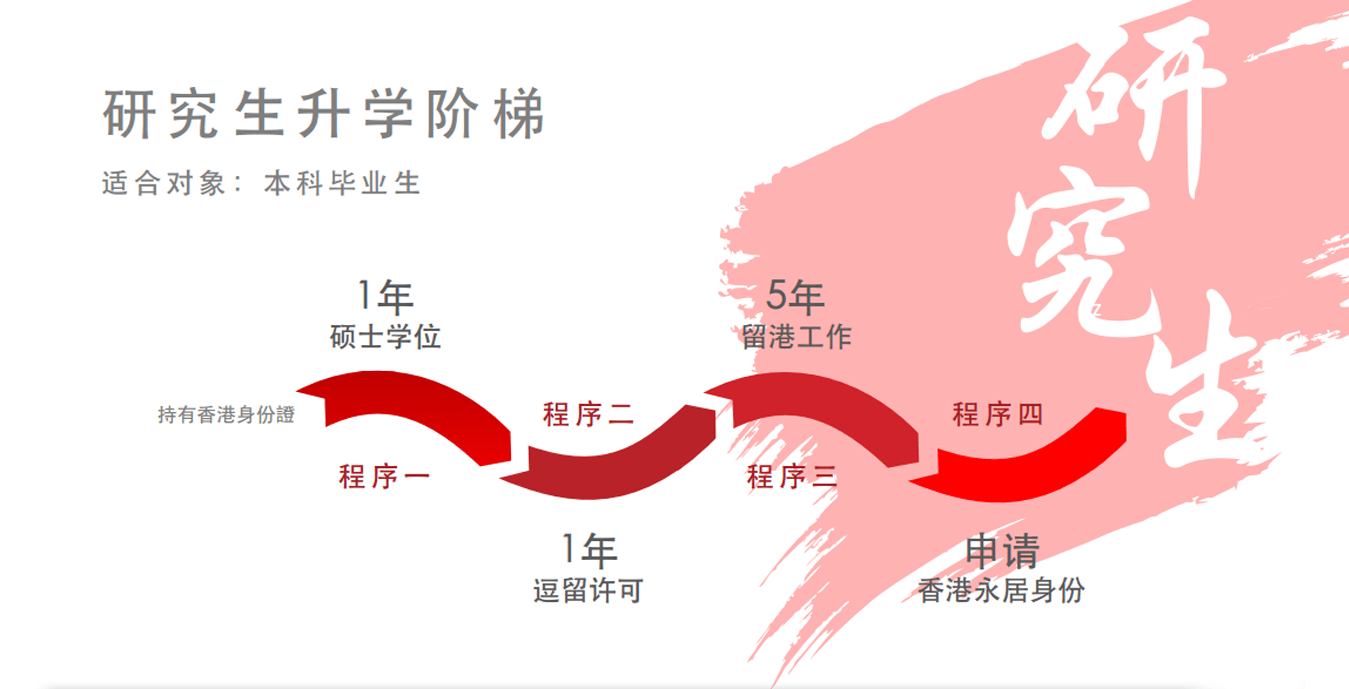 研究生升学阶梯
适合对象：本科毕业生
研究生
1年
硕士学位
5年
留港工作
持有香港身份證
程序一
程序二
程序三
程序四
1年
逗留许可
申请
香港永居身份